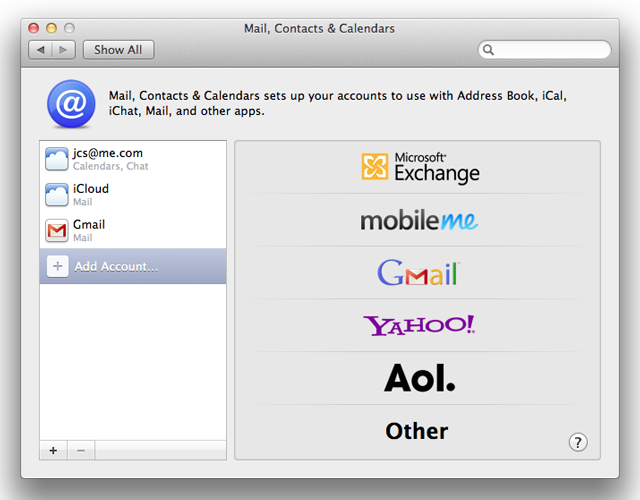 Mail, Contacts & Calendars
Show All
Mail, Contacts & Calendars sets up your accounts to use with Address Book, iCal,
iChat, Mail, and other apps.
jcs@me.com
Calendars, Chat
iCloud
Mail
Gmail
Mail
Add Account...
Microsoft®
Exchange
mobileme
Gmail™
YAHOO!®
Aol.
Other
?